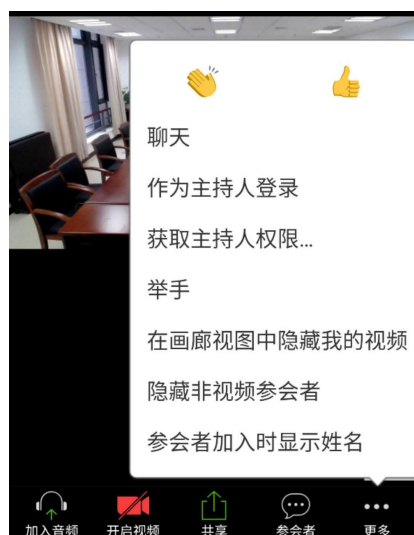 聊天
作为主持人登录
获取主持人权限...
举手
在画廊视图中隐藏我的视频
隐藏非视频参会者
参会者加入时显示姓名
加入音频 开启视频 共享 参会者 更多